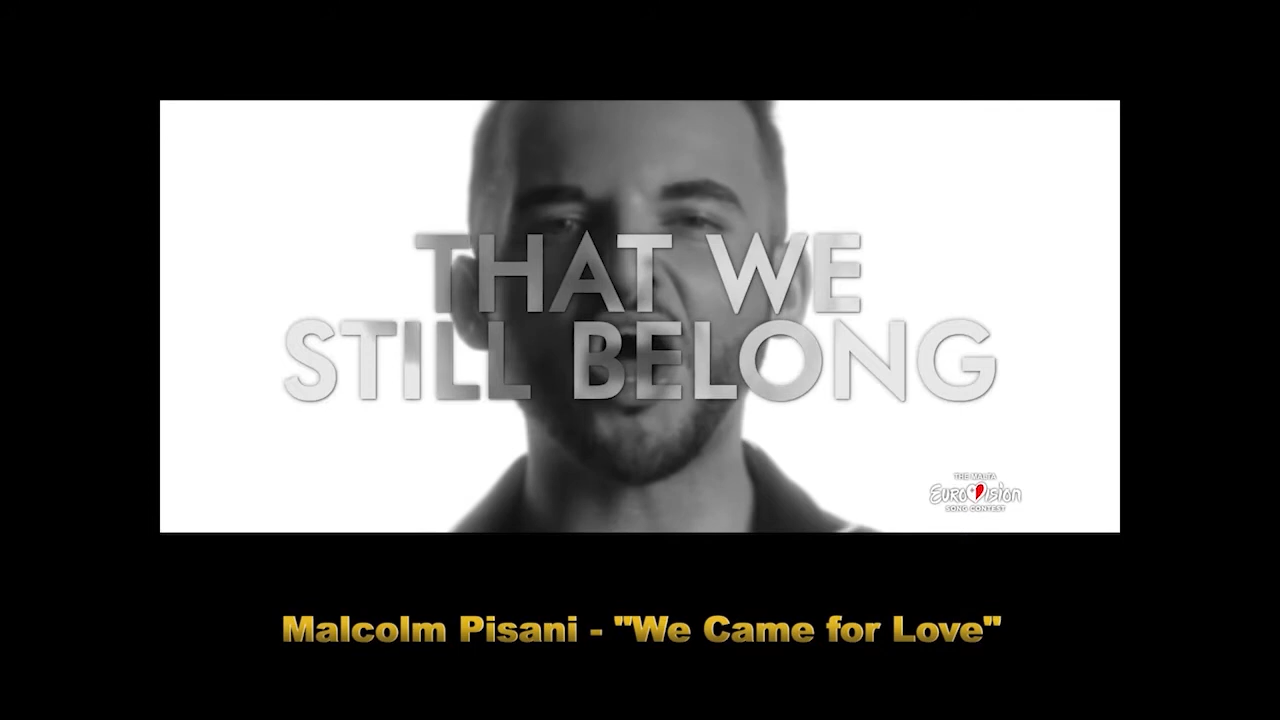 THAT WE
STILL BELONG
THE MALTA
EUROVISION
SONG CONTEST
Malcolm Pisani - "We Came for Love"